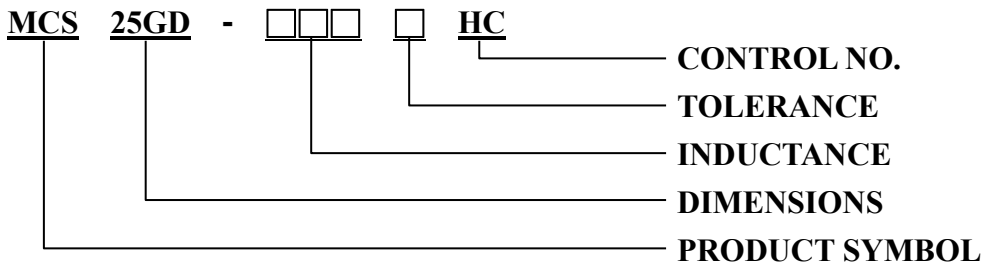 MCS 25GD - □□□ □ HC
CONTROL NO.
TOLERANCE
INDUCTANCE
DIMENSIONS
PRODUCT SYMBOL